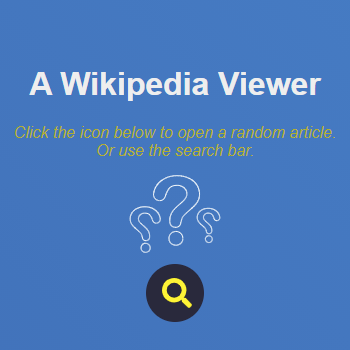 A Wikipedia Viewer
Click the icon below to open a random article.
Or use the search bar.
???